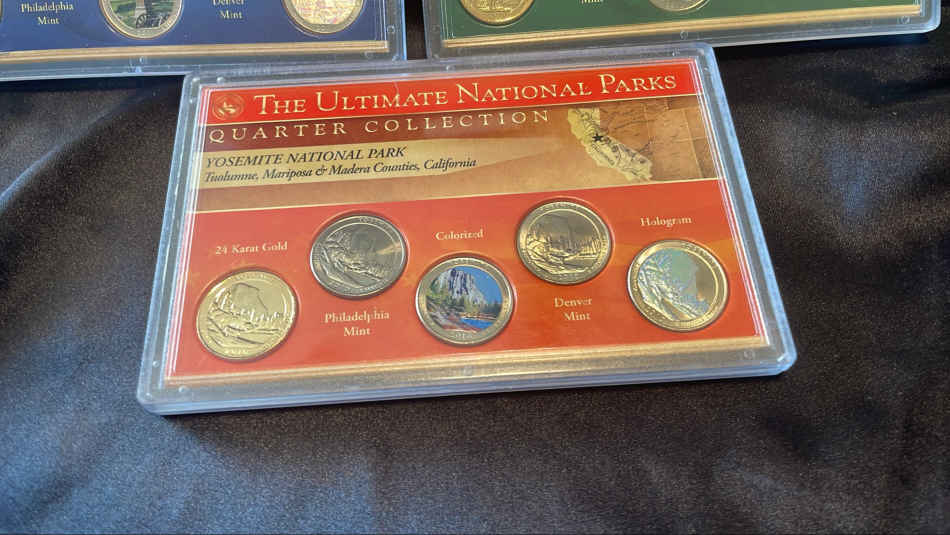 Philadelphia
Mint
Denver
Mint
Mint
THE ULTIMATE NATIONAL PARKS
QUARTER COLLECTION
YOSEMITE NATIONAL PARK
Tuolumne, Mariposa & Madera Counties, California
24 Karat Gold
Philadelphia
Mint
Colorized
Denver
Mint
Hologram